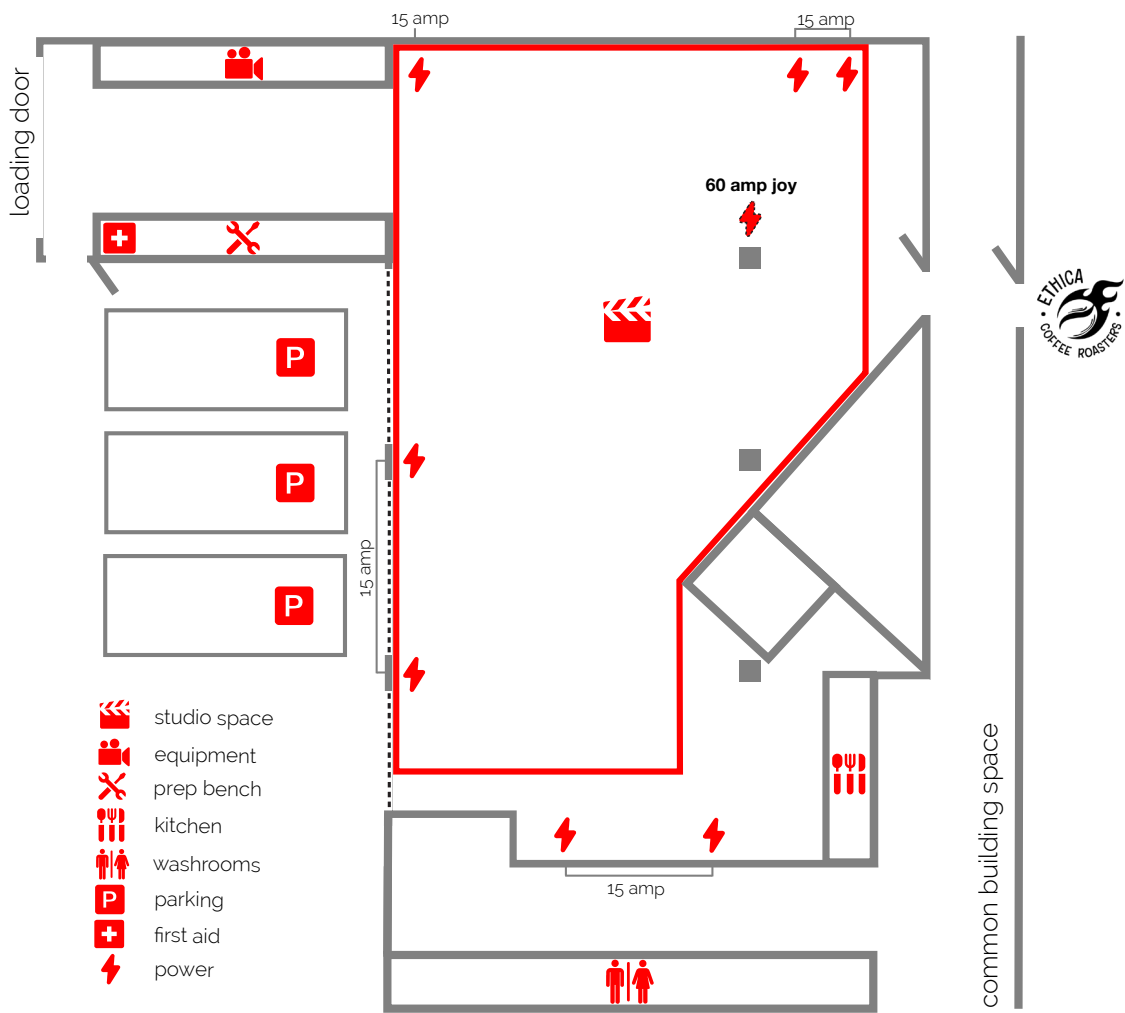 15 amp
15 amp
loading door
60 amp joy
ETHICA
COFFEE ROASTERS
P
P
15 amp
P
studio space
equipment
prep bench
kitchen
washrooms
P
parking
first aid
power
15 amp
common building space